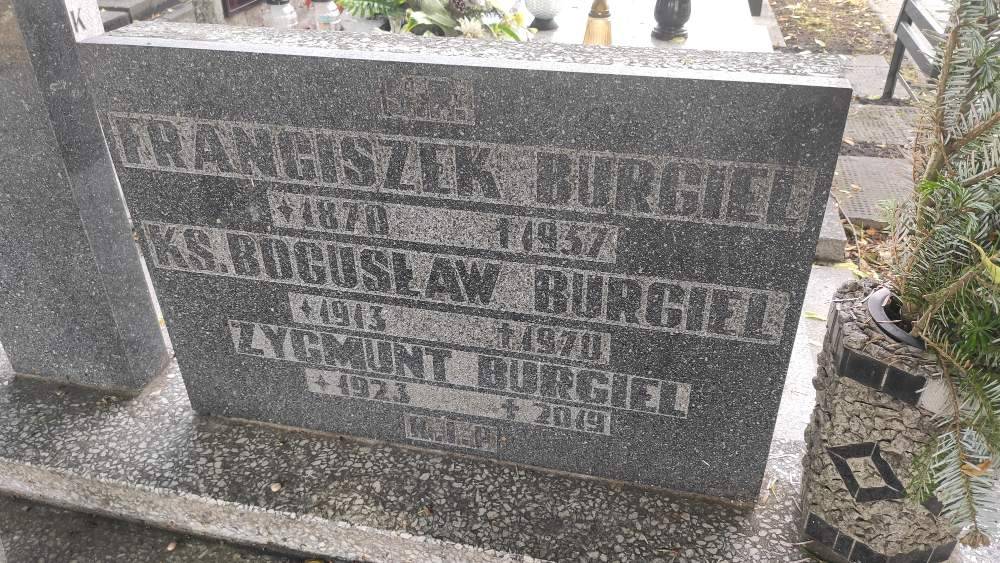 K
Ś.P.
FRANCISZEK BURGIEL
*1870 †1937
KS. BOGUSŁAW BURGIEL
*1913 †1970
ZYGMUNT BURGIEL
*1923 †2019